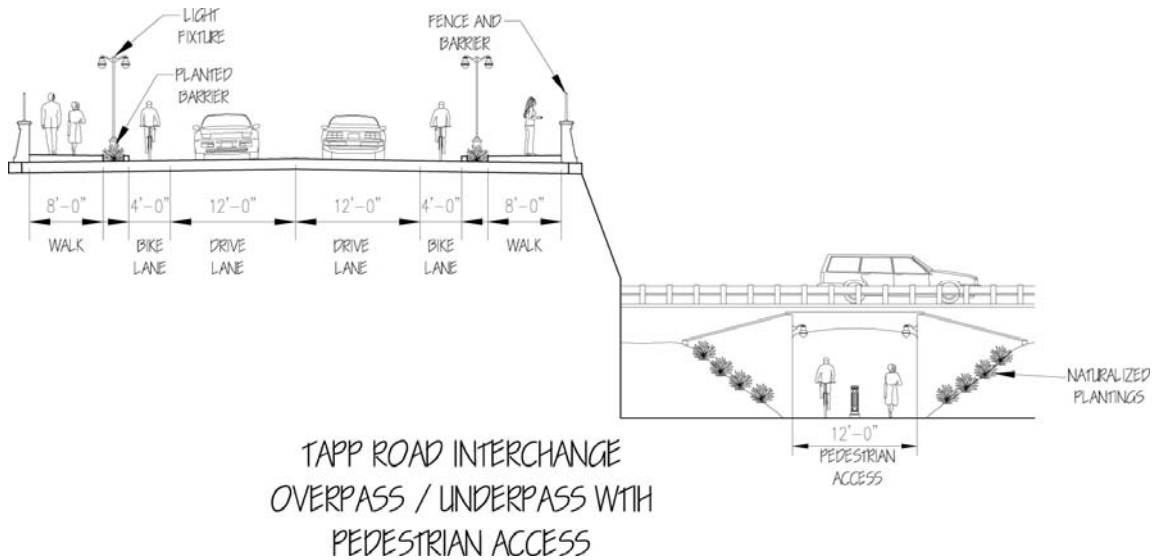 LIGHT
FIXTURE
FENCE AND
BARRIER
PLANTED
BARRIER
8'-0" 4'-0" 12'-0" 12'-0" 4'-0" 8'-0"
WALK BIKE LANE DRIVE LANE DRIVE LANE BIKE LANE WALK
NATURALIZED
PLANTINGS
12'-0"
PEDESTRIAN
ACCESS
TAPP ROAD INTERCHANGE
OVERPASS / UNDERPASS WTIH
PEDESTRIAN ACCESS